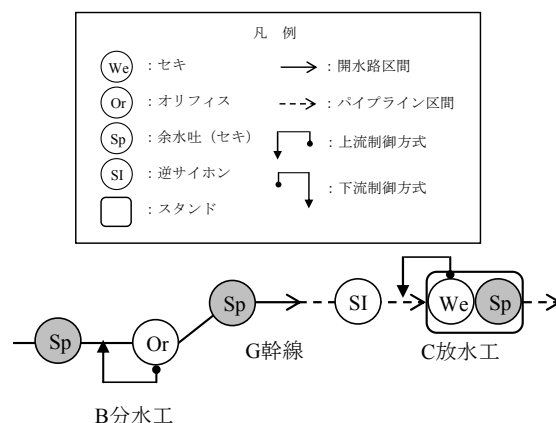 凡 例
We ：セキ → ：開水路区間
Or ：オリフィス ：パイプライン区間
Sp ：余水吐（セキ） ：上流制御方式
SI ：逆サイホン ：下流制御方式
：スタンド
Sp Or Sp SI We Sp
G幹線 C放水工
B分水工